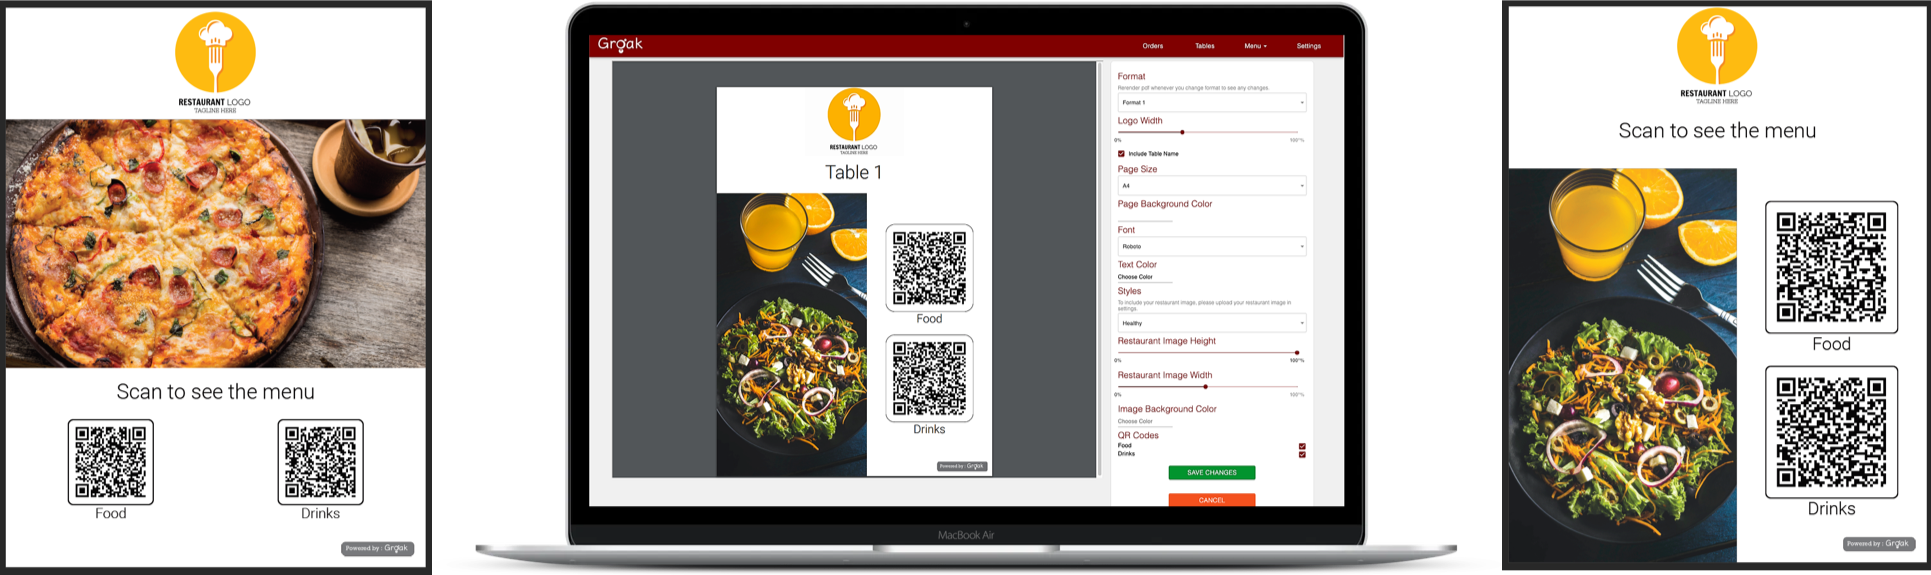 RESTAURANT LOGO
TAGLINE HERE
Scan to see the menu
Food
Drinks
Powered by : Groak
Groak
Orders
Tables
Menu
Settings
RESTAURANT LOGO
TAGLINE HERE
Table 1
Food
Drinks
Powered by : Groak
Format
Rerender pdf whenever you change format to see any changes.
Format 1
Logo Width
0%
100%
Include Table Name
Page Size
A4
Page Background Color
Font
Roboto
Text Color
Choose Color
Styles
To include your restaurant image, please upload your restaurant image in
settings.
Healthy
Restaurant Image Height
0%
100%
Restaurant Image Width
0%
100%
Image Background Color
Choose Color
QR Codes
Food
Drinks
SAVE CHANGES
CANCEL
MacBook Air
RESTAURANT LOGO
TAGLINE HERE
Scan to see the menu
Food
Drinks
Powered by : Groak